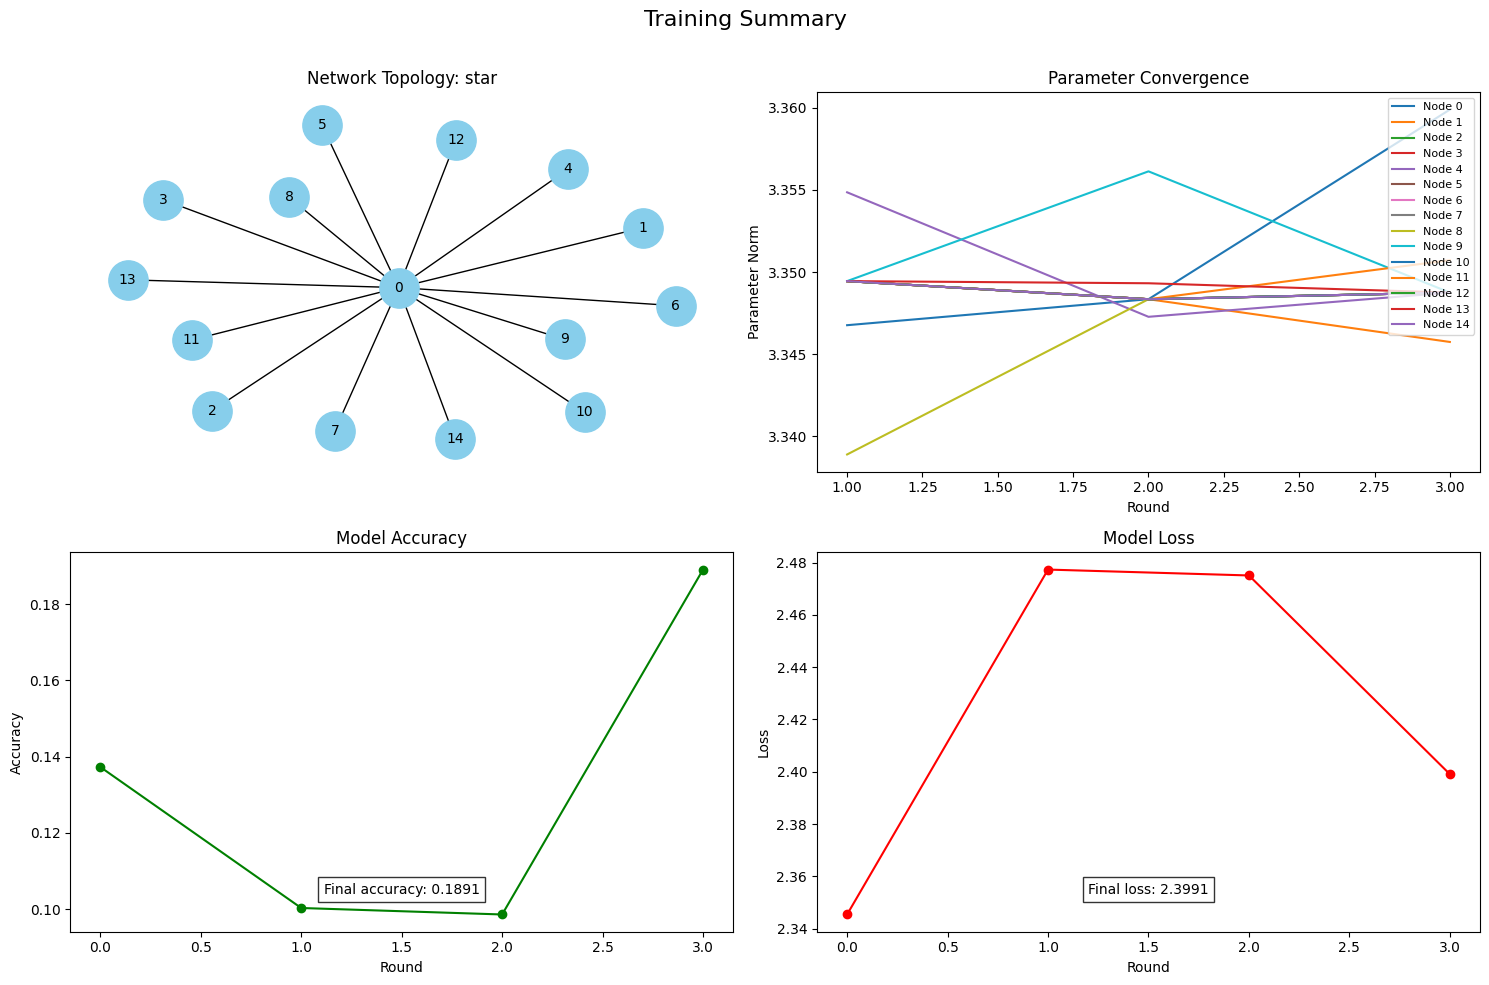 Training Summary
Network Topology: star
5
12
4
3
8
1
13
0
6
11
9
2
10
7
14
Parameter Convergence
Parameter Norm
3.360
3.355
3.350
3.345
3.340
Node 0
Node 1
Node 2
Node 3
Node 4
Node 5
Node 6
Node 7
Node 8
Node 9
Node 10
Node 11
Node 12
Node 13
Node 14
1.00 1.25 1.50 1.75 2.00 2.25 2.50 2.75 3.00
Round
Model Accuracy
Accuracy
0.18
0.16
0.14
0.12
0.10
Final accuracy: 0.1891
0.0 0.5 1.0 1.5 2.0 2.5 3.0
Round
Model Loss
Loss
2.48
2.46
2.44
2.42
2.40
2.38
2.36
2.34
Final loss: 2.3991
0.0 0.5 1.0 1.5 2.0 2.5 3.0
Round